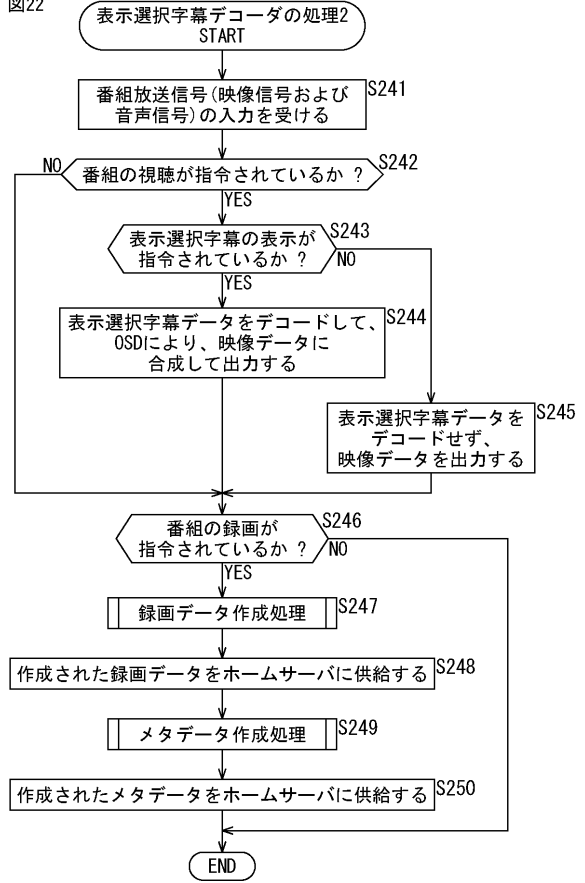 図22
表示選択字幕デコーダの処理2
START
番組放送信号(映像信号および
音声信号)の入力を受ける
S241
番組の視聴が指令されているか ?
S242
NO
YES
表示選択字幕の表示が
指令されているか ?
S243
NO
YES
表示選択字幕データをデコードして、
OSDにより、映像データに
合成して出力する
S244
表示選択字幕データを
デコードせず、
映像データを出力する
S245
番組の録画が
指令されているか ?
S246
NO
YES
録画データ作成処理
S247
作成された録画データをホームサーバに供給する
S248
メタデータ作成処理
S249
作成されたメタデータをホームサーバに供給する
S250
END